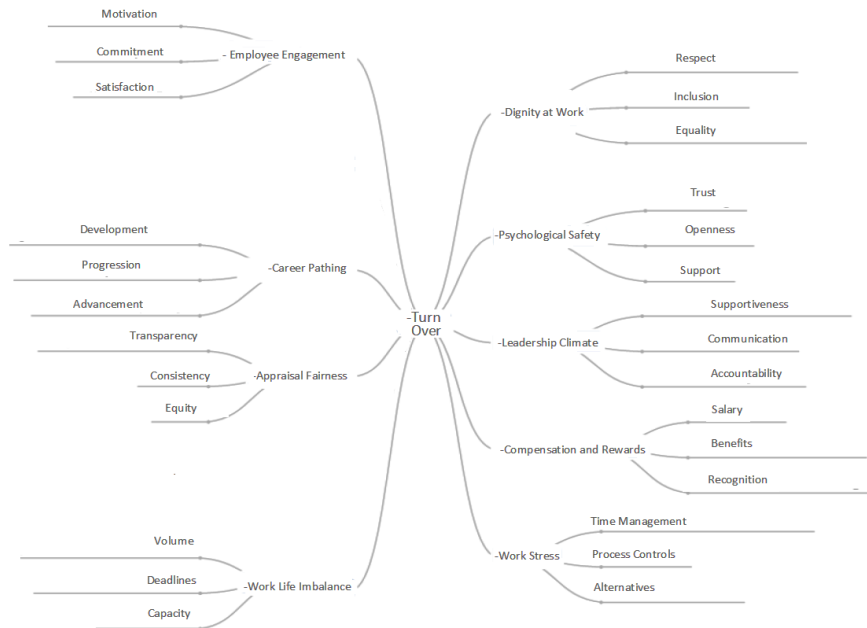 Motivation
- Employee Engagement
Commitment
Satisfaction
Development
-Career Pathing
Progression
Advancement
Transparency
-Appraisal Fairness
Consistency
Equity
Volume
-Work Life Imbalance
Deadlines
Capacity
-Turn
Over
Respect
-Dignity at Work
Inclusion
Equality
Trust
-Psychological Safety
Openness
Support
Supportiveness
-Leadership Climate
Communication
Accountability
Salary
-Compensation and Rewards
Benefits
Recognition
Time Management
-Work Stress
Process Controls
Alternatives